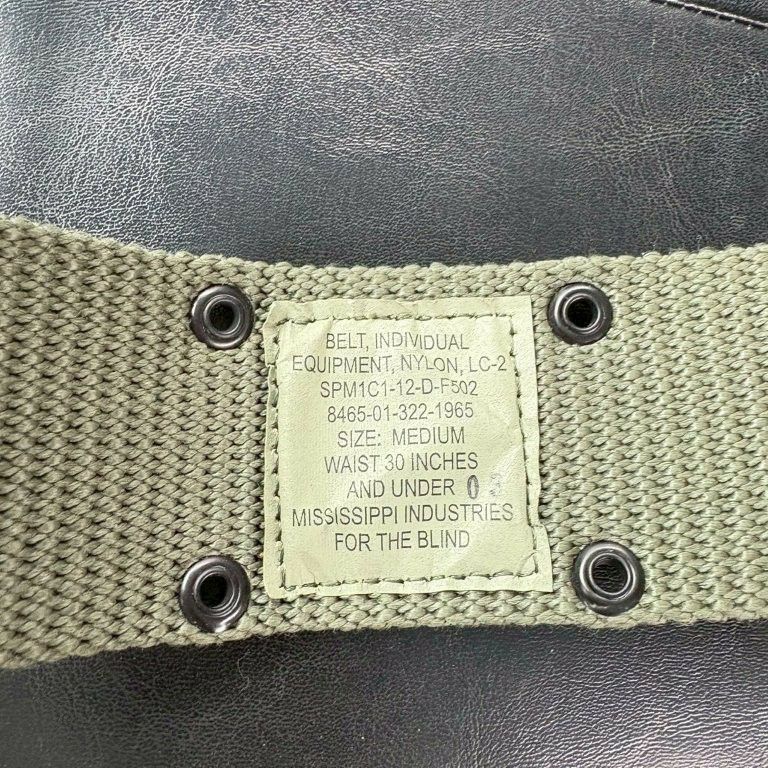 BELT, INDIVIDUAL
EQUIPMENT, NYLON, LC-2
SPM1C1-12-D-F502
8465-01-322-1965
SIZE: MEDIUM
WAIST 30 INCHES
AND UNDER
MISSISSIPPI INDUSTRIES
FOR THE BLIND